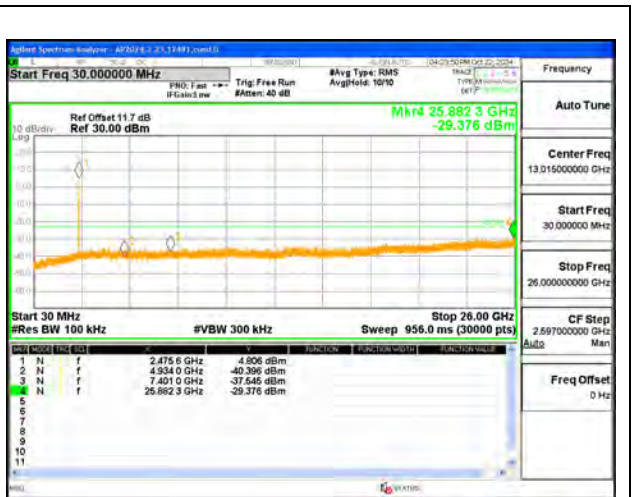 Agilent Spectrum Analyzer - AP2024.2.23,17491,cond D
Start Freq 30.000000 MHz
PNO: Fast
IFGain:Low
Trig: Free Run
#Atten: 40 dB
#Avg Type: RMS
Avg|Hold: 10/10
04:03:50 PM Oct 22, 2024
TRACE
TYPE
DET
Frequency
Auto Tune
Ref Offset 11.7 dB
10 dB/div Ref 30.00 dBm
Log
Mkr4 25.882 3 GHz
-29.376 dBm
Center Freq
13.015000000 GHz
Start Freq
30.000000 MHz
Stop Freq
26.000000000 GHz
CF Step
2.597000000 GHz
Auto Man
Freq Offset
0 Hz
Start 30 MHz
Stop 26.00 GHz
#Res BW 100 kHz
#VBW 300 kHz
Sweep 956.0 ms (30000 pts)
MKR MODE TRC SCL X Y FUNCTION FUNCTION WIDTH FUNCTION VALUE
1 N f 2.475 6 GHz 4.806 dBm
2 N f 4.934 0 GHz -40.396 dBm
3 N f 7.401 0 GHz -37.545 dBm
4 N f 25.882 3 GHz -29.376 dBm
5
6
7
8
9
10
11
MSG
STATUS